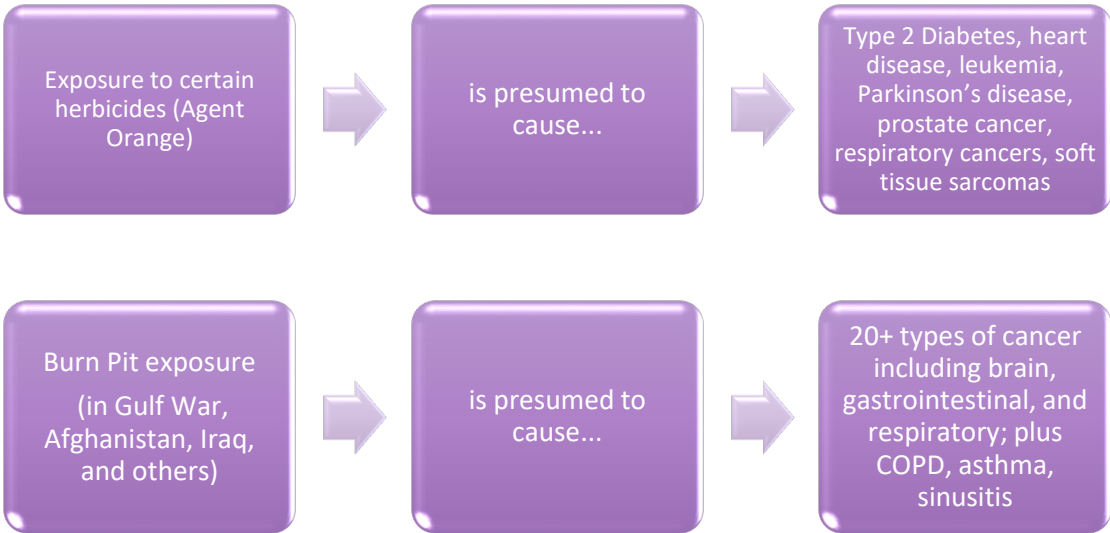 Exposure to certain
herbicides (Agent
Orange)
is presumed to
cause...
Type 2 Diabetes, heart
disease, leukemia,
Parkinson’s disease,
prostate cancer,
respiratory cancers, soft
tissue sarcomas
Burn Pit exposure
(in Gulf War,
Afghanistan, Iraq,
and others)
is presumed to
cause...
20+ types of cancer
including brain,
gastrointestinal, and
respiratory; plus
COPD, asthma,
sinusitis